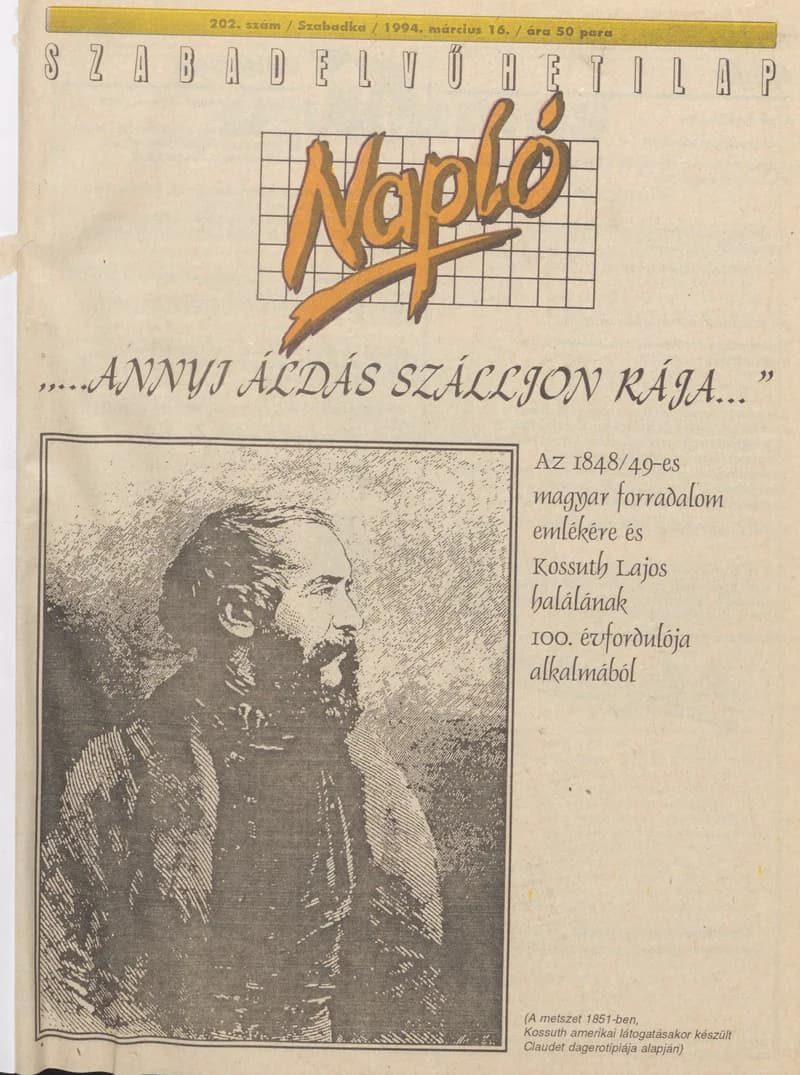 202. szám / Szabadka / 1994. március 16. / ára 50 para
SZABADELVŰ HETILAP
Napló
„....ANNYI ÁLDÁS SZÁLLJON RÁJA...”
Az 1848/49-es
magyar forradalom
emlékére és
Kossuth Lajos
halálának
100. évfordulója
alkalmából
(A metszet 1851-ben,
Kossuth amerikai látogatásakor készült
Claudet dagerotípiája alapján)